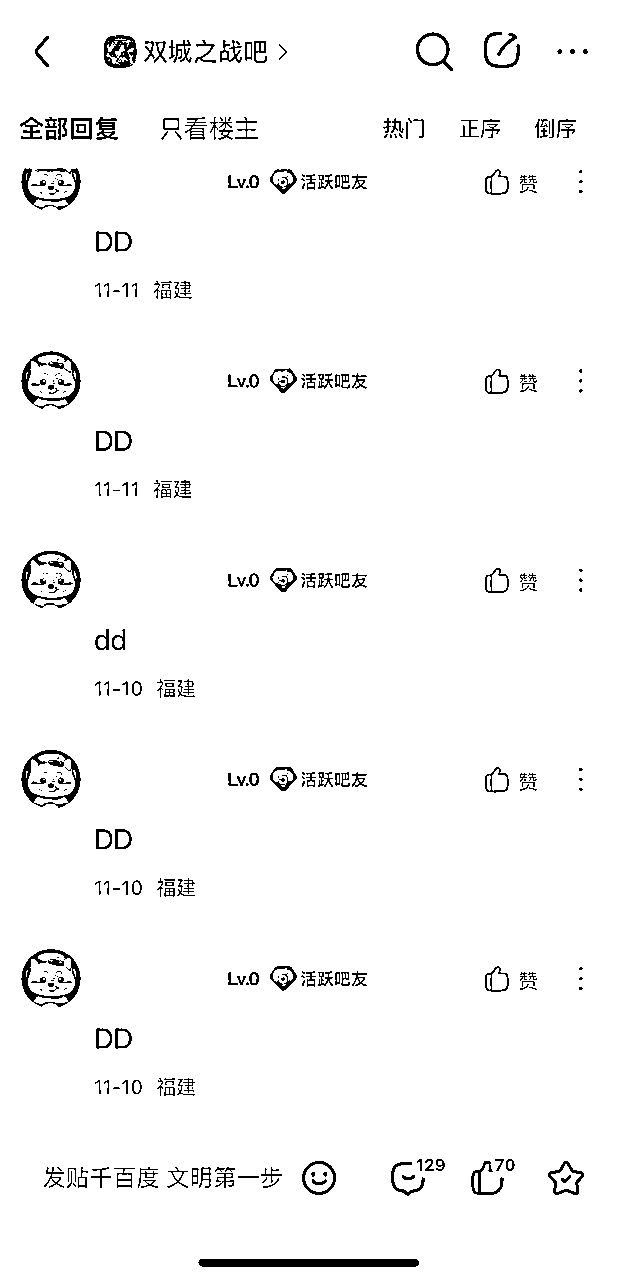 双城之战吧
全部回复 只看楼主 热门 正序 倒序
Lv.0 活跃吧友 赞
DD
11-11 福建
Lv.0 活跃吧友 赞
DD
11-11 福建
Lv.0 活跃吧友 赞
dd
11-10 福建
Lv.0 活跃吧友 赞
DD
11-10 福建
Lv.0 活跃吧友 赞
DD
11-10 福建
发贴千百度 文明第一步 129 170